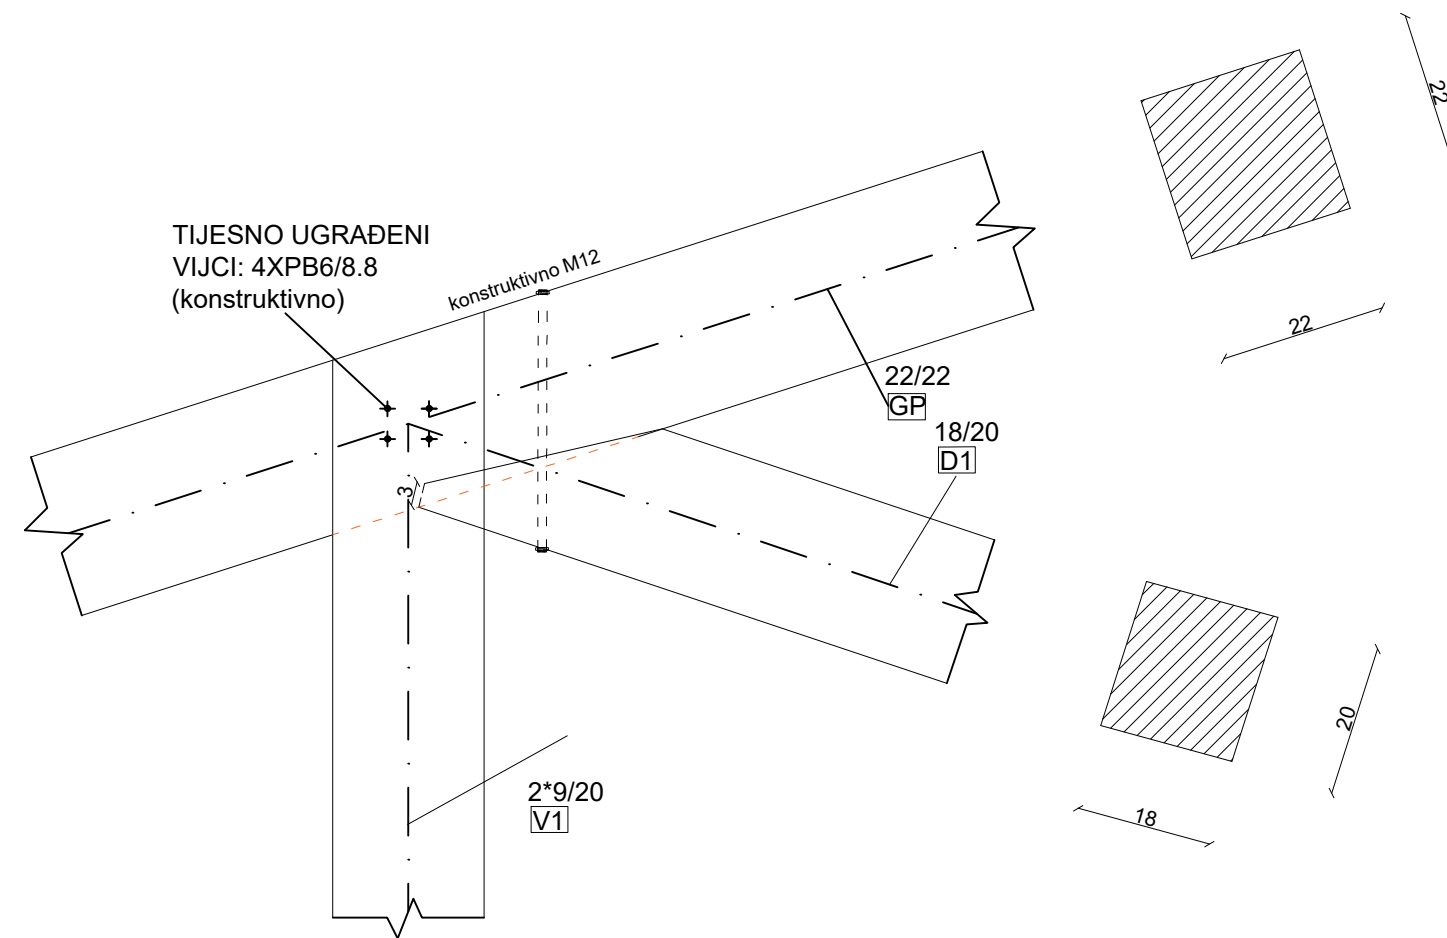 22
TIJESNO UGRAĐENI
VIJCI: 4XPB6/8.8
(konstruktivno)
konstruktivno M12
22
22/22
GP
18/20
D1
3
20
2*9/20
V1
18